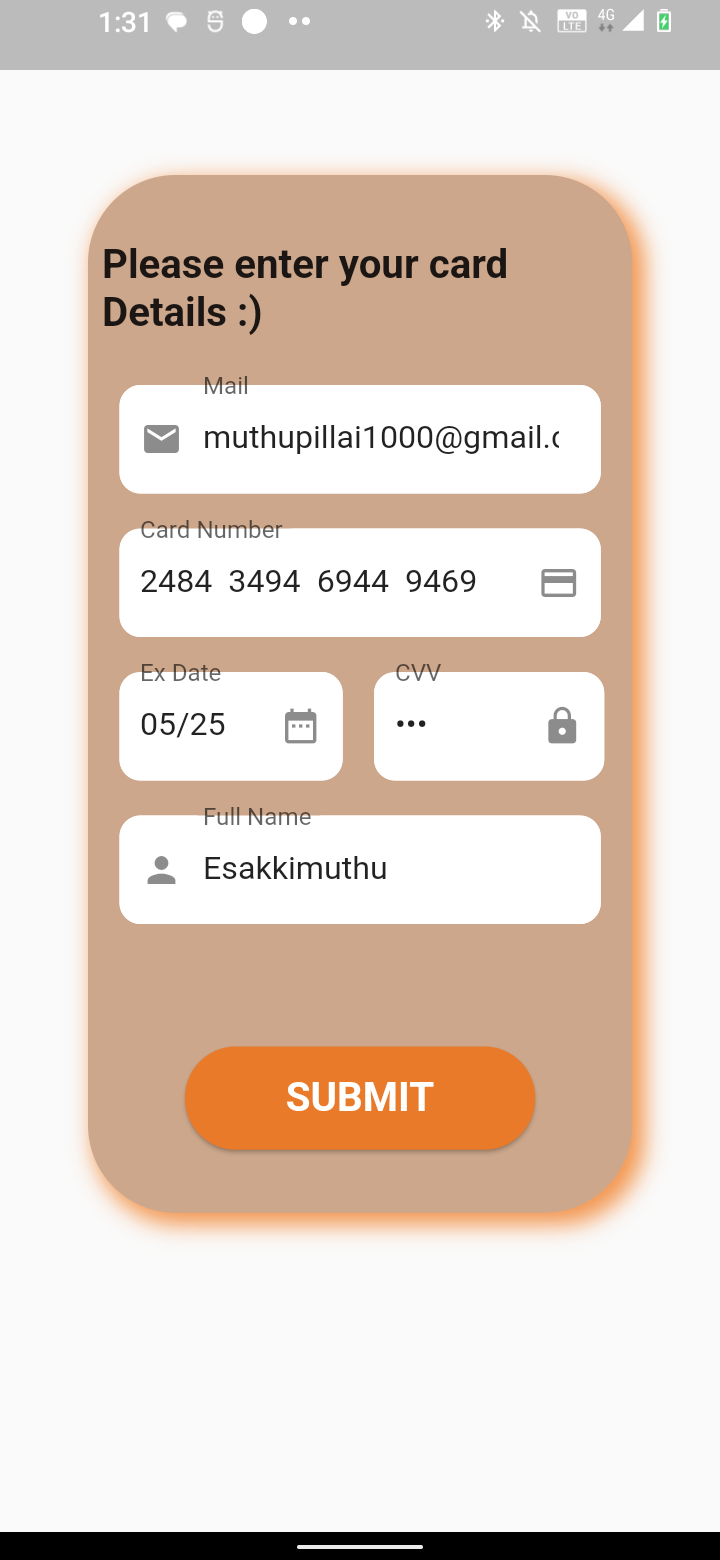 1:31
VO LTE 4G
Please enter your card
Details :)
Mail
muthupillai1000@gmail.c
Card Number
2484 3494 6944 9469
Ex Date CVV
05/25 •••
Full Name
Esakkimuthu
SUBMIT